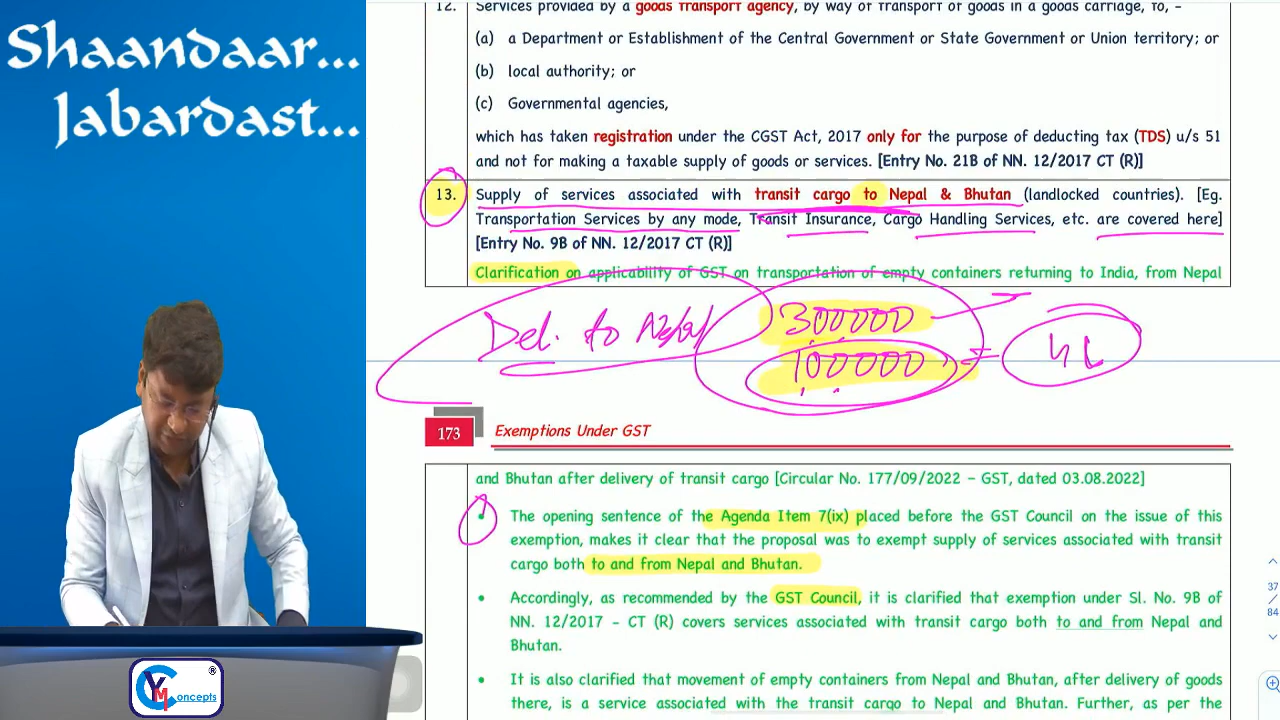 Shaandaar...
Jabardast...
12. Services provided by a goods transport agency, by way of transport of goods in a goods carriage, to, –
(a) a Department or Establishment of the Central Government or State Government or Union territory; or
(b) local authority; or
(c) Governmental agencies,
which has taken registration under the CGST Act, 2017 only for the purpose of deducting tax (TDS) u/s 51
and not for making a taxable supply of goods or services. [Entry No. 21B of NN. 12/2017 CT (R)]
13. Supply of services associated with transit cargo to Nepal & Bhutan (landlocked countries). [Eg.
Transportation Services by any mode, Transit Insurance, Cargo Handling Services, etc. are covered here]
[Entry No. 9B of NN. 12/2017 CT (R)]
Clarification on applicability of GST on transportation of empty containers returning to India, from Nepal
Del. to Nepal 300000
100000 = 4L
173 Exemptions Under GST
and Bhutan after delivery of transit cargo [Circular No. 177/09/2022 – GST, dated 03.08.2022]
• The opening sentence of the Agenda Item 7(ix) placed before the GST Council on the issue of this
exemption, makes it clear that the proposal was to exempt supply of services associated with transit
cargo both to and from Nepal and Bhutan.
• Accordingly, as recommended by the GST Council, it is clarified that exemption under Sl. No. 9B of
NN. 12/2017 – CT (R) covers services associated with transit cargo both to and from Nepal and
Bhutan.
• It is also clarified that movement of empty containers from Nepal and Bhutan, after delivery of goods
there, is a service associated with the transit cargo to Nepal and Bhutan. Further, as per the
37
/
84
YM Concepts ®